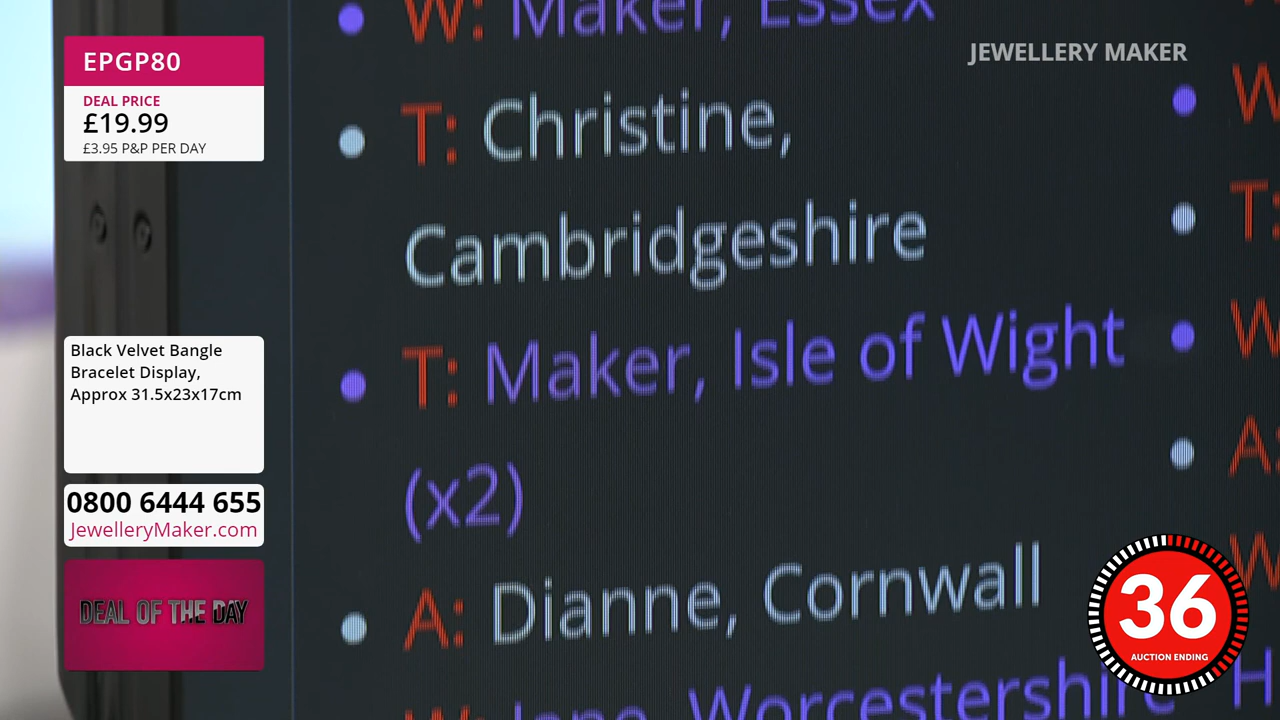 EPGP80
DEAL PRICE
£19.99
£3.95 P&P PER DAY
Black Velvet Bangle
Bracelet Display,
Approx 31.5x23x17cm
0800 6444 655
JewelleryMaker.com
DEAL OF THE DAY
JEWELLERY MAKER
W: Maker, Essex
T: Christine,
Cambridgeshire
T: Maker, Isle of Wight
(x2)
A: Dianne, Cornwall
W: Jane, Worcestershire
W
T:
W
A:
W
H
36
AUCTION ENDING